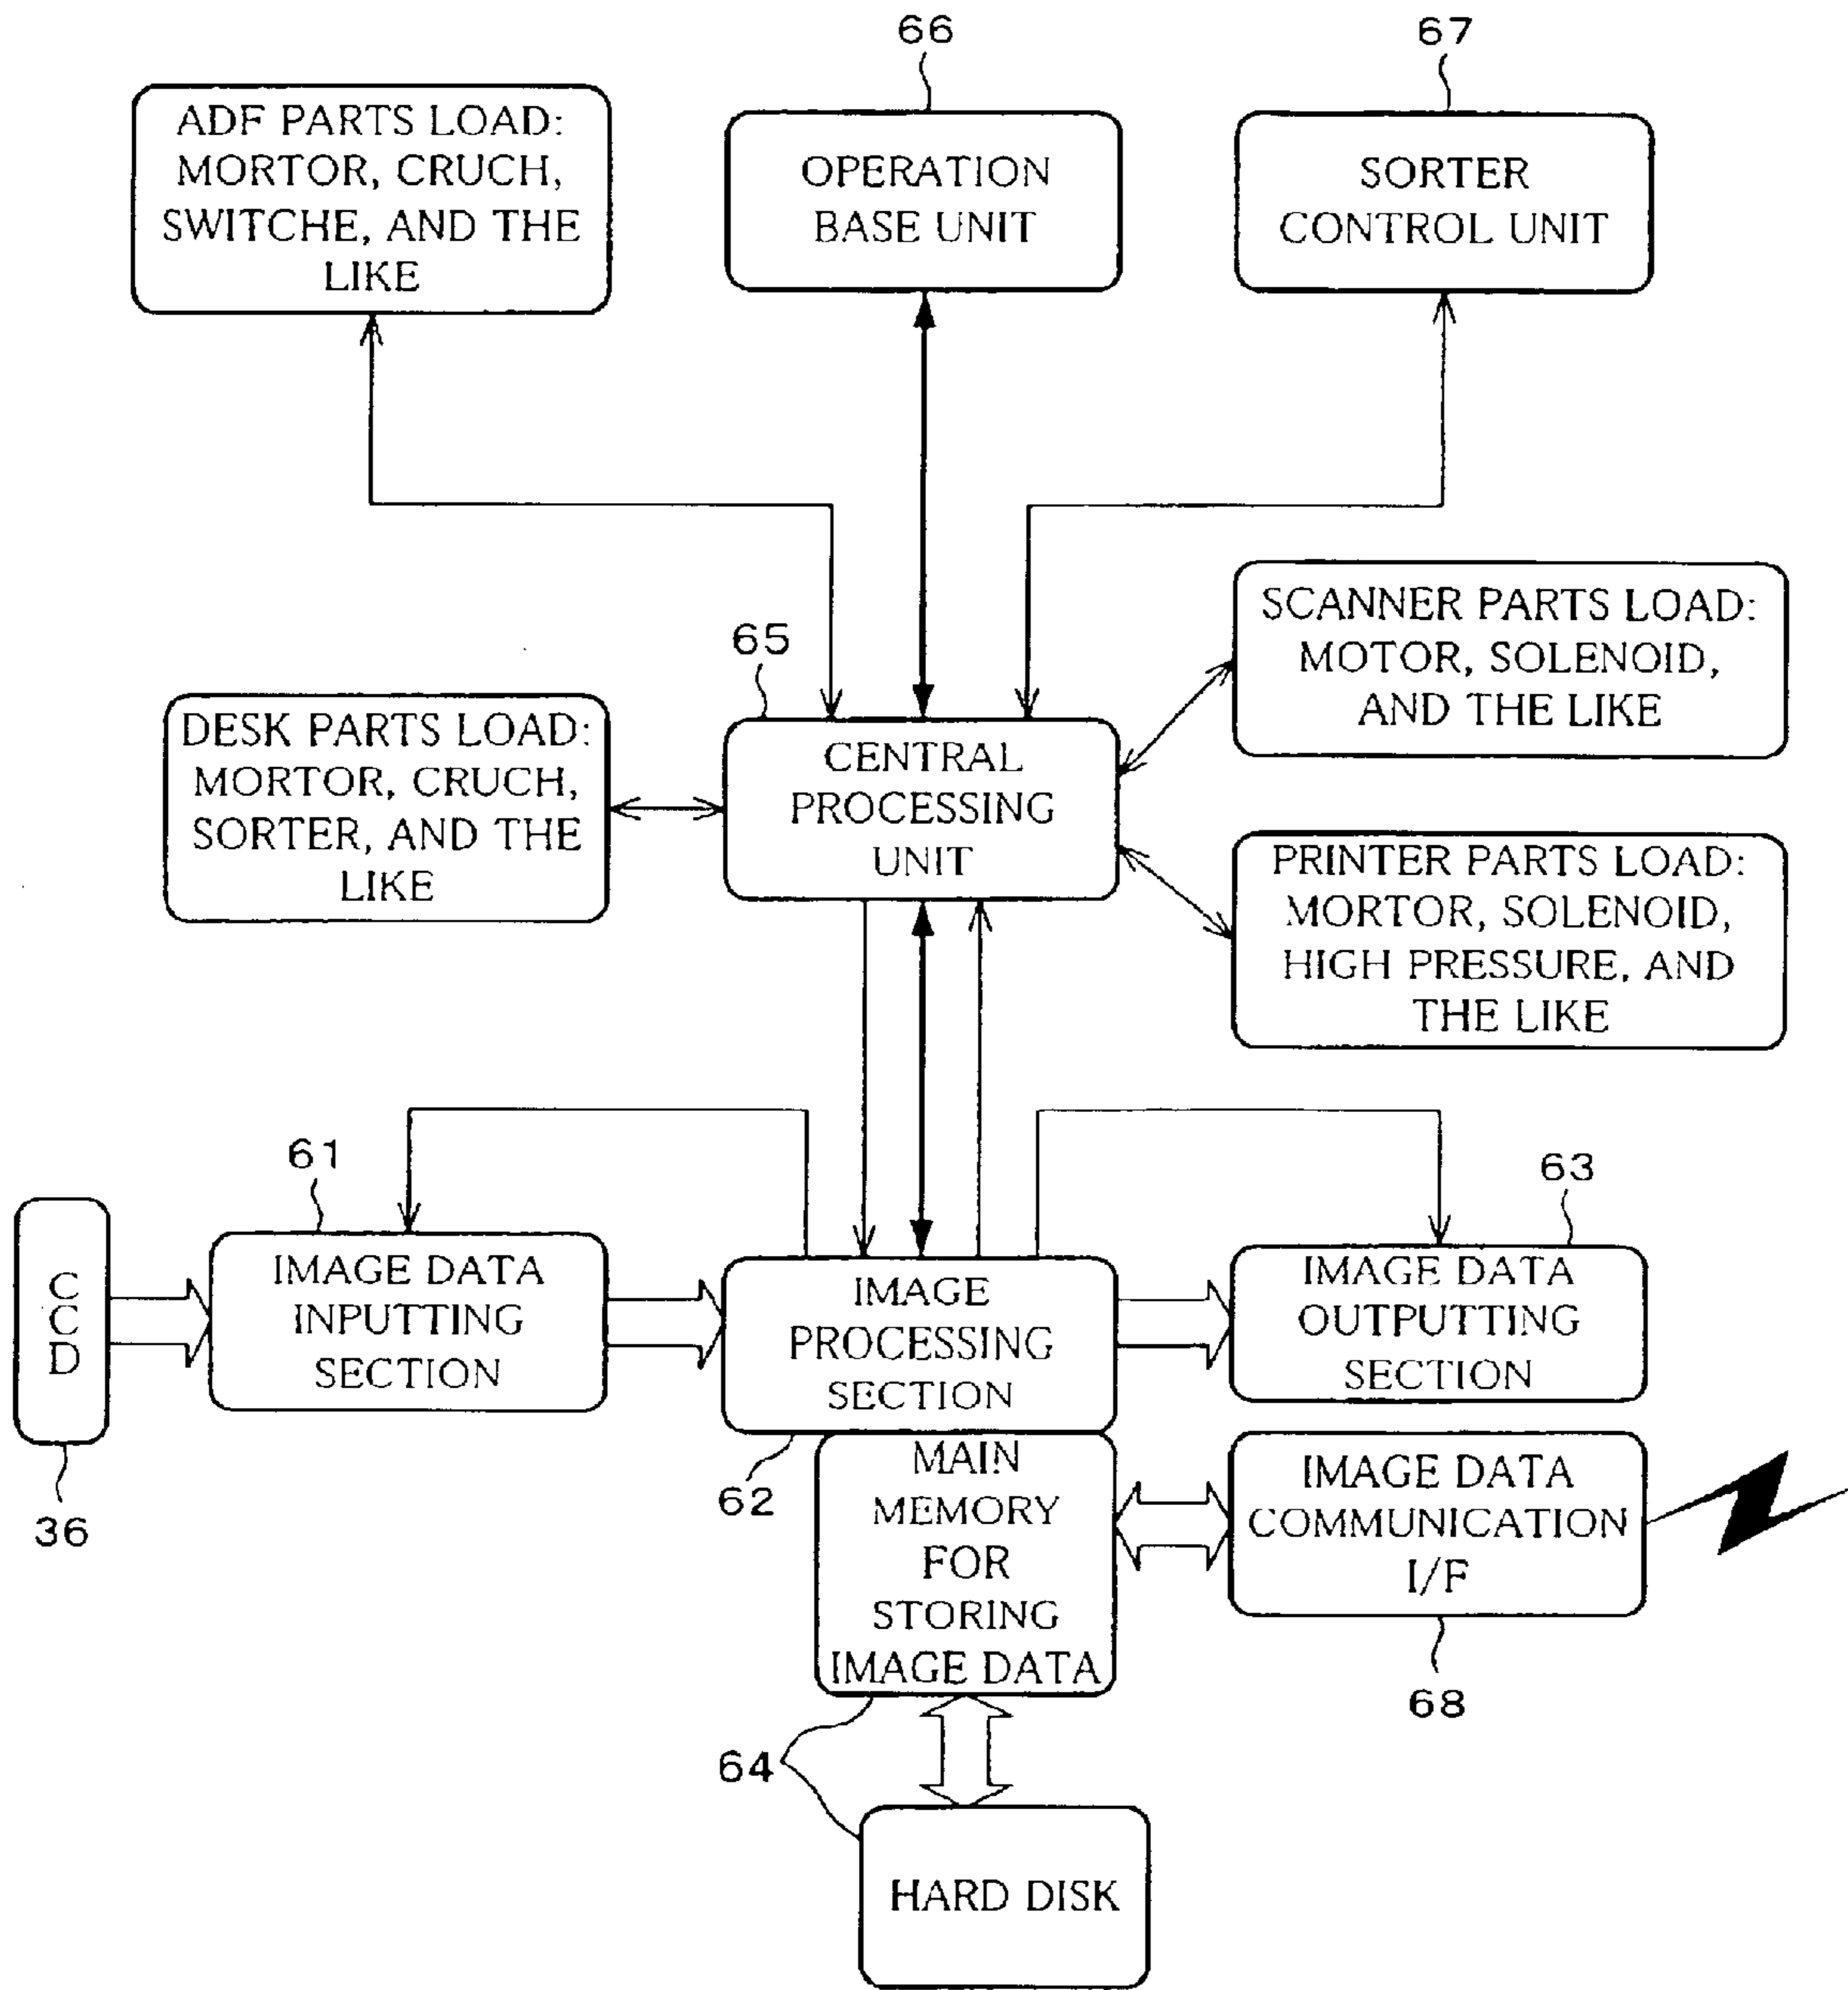 66
67
ADF PARTS LOAD:
MORTOR, CRUCH,
SWITCHE, AND THE
LIKE
OPERATION
BASE UNIT
SORTER
CONTROL UNIT
65
SCANNER PARTS LOAD:
MOTOR, SOLENOID,
AND THE LIKE
DESK PARTS LOAD:
MORTOR, CRUCH,
SORTER, AND THE
LIKE
CENTRAL
PROCESSING
UNIT
PRINTER PARTS LOAD:
MORTOR, SOLENOID,
HIGH PRESSURE, AND
THE LIKE
61
63
CCD
IMAGE DATA
INPUTTING
SECTION
IMAGE
PROCESSING
SECTION
IMAGE DATA
OUTPUTTING
SECTION
36
62
MAIN
MEMORY
FOR
STORING
IMAGE DATA
IMAGE DATA
COMMUNICATION
I/F
68
64
HARD DISK